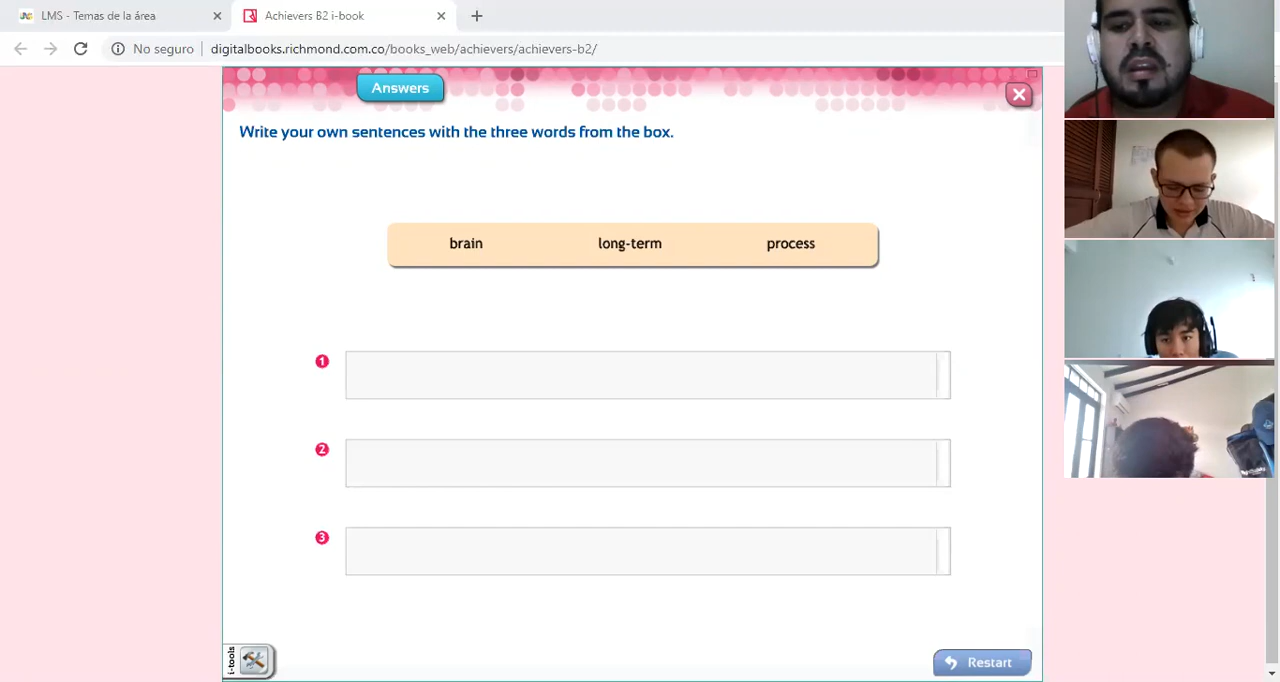 LMS - Temas de la área
Achievers B2 i-book
No seguro digitalbooks.richmond.com.co/books_web/achievers/achievers-b2/
Answers
Write your own sentences with the three words from the box.
brain long-term process
1
2
3
i-tools
Restart